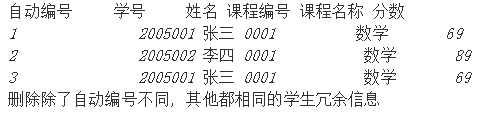 自动编号 学号 姓名 课程编号 课程名称 分数
1 2005001 张三 0001 数学 69
2 2005002 李四 0001 数学 89
3 2005001 张三 0001 数学 69
删除除了自动编号不同, 其他都相同的学生冗余信息